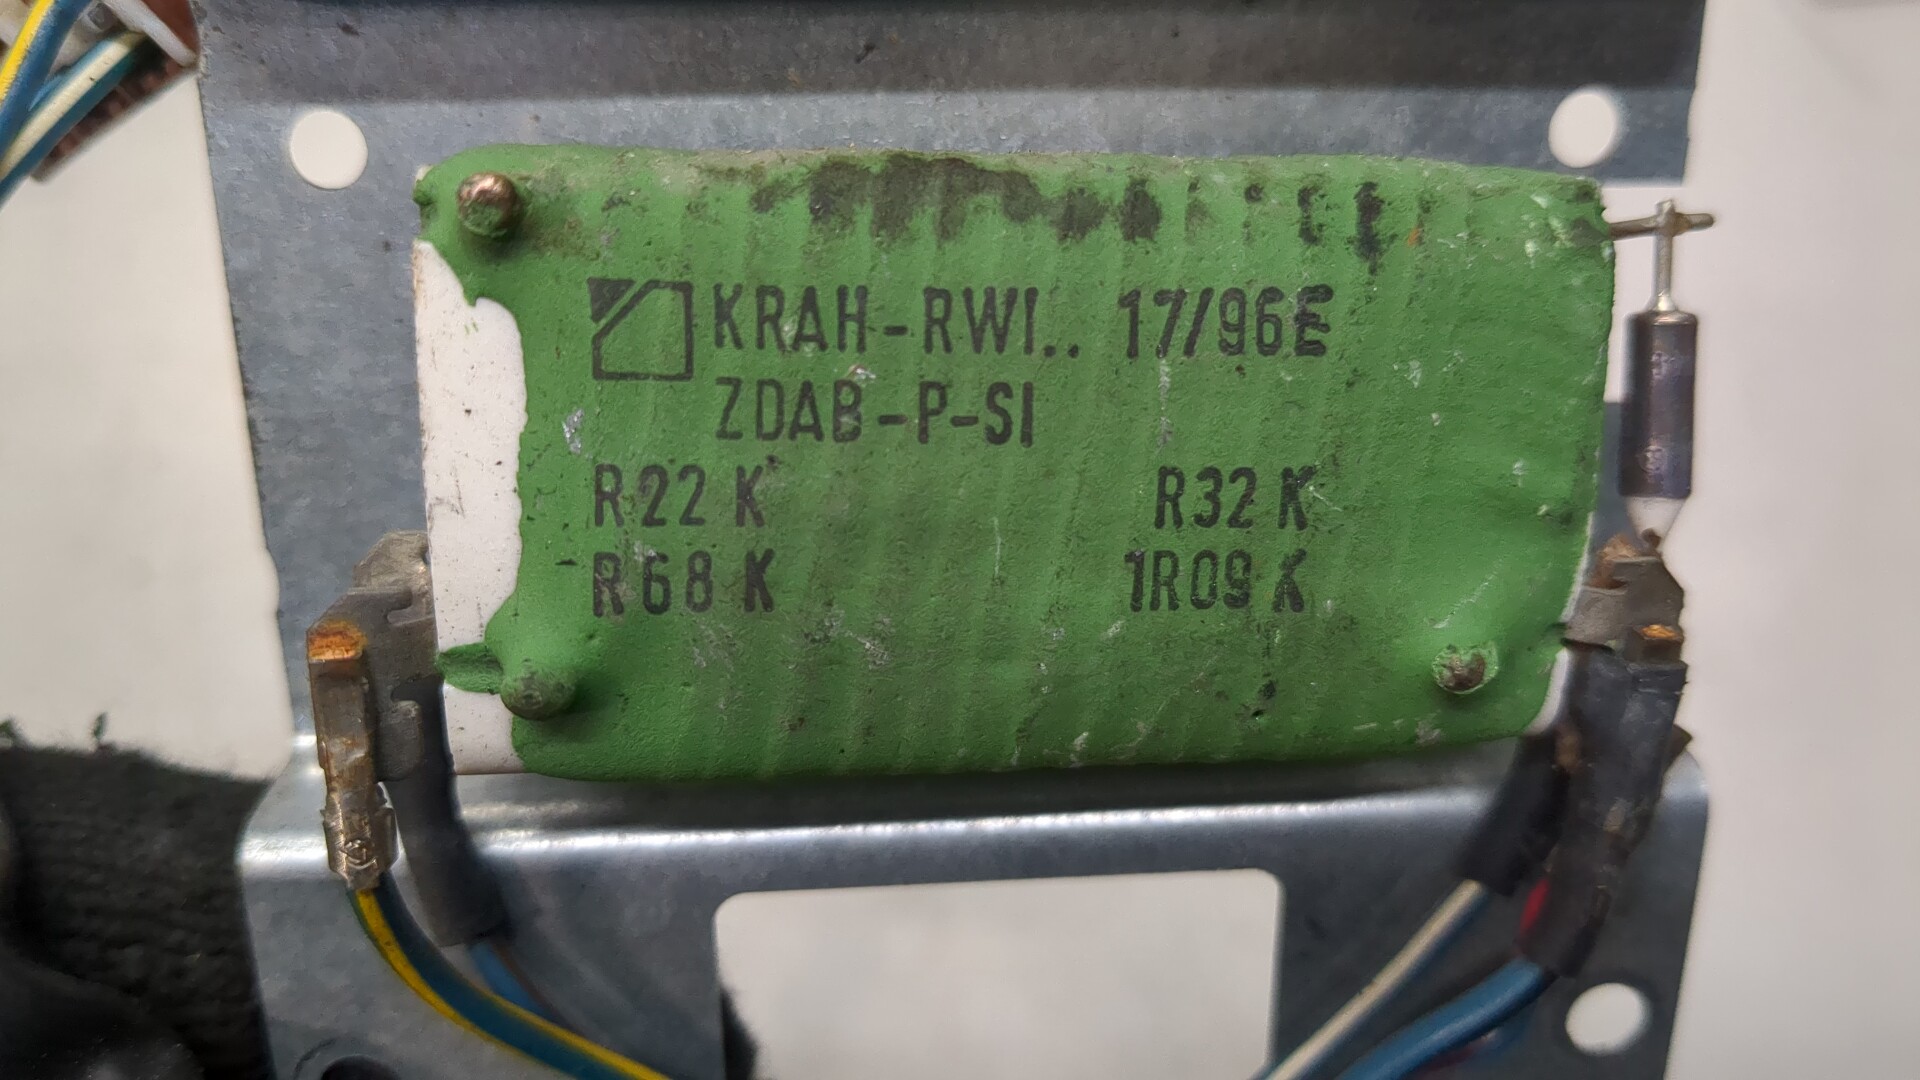 KRAH-RWI.. 17/96E
ZDAB-P-SI
R22 K R32 K
R68 K 1R09 K